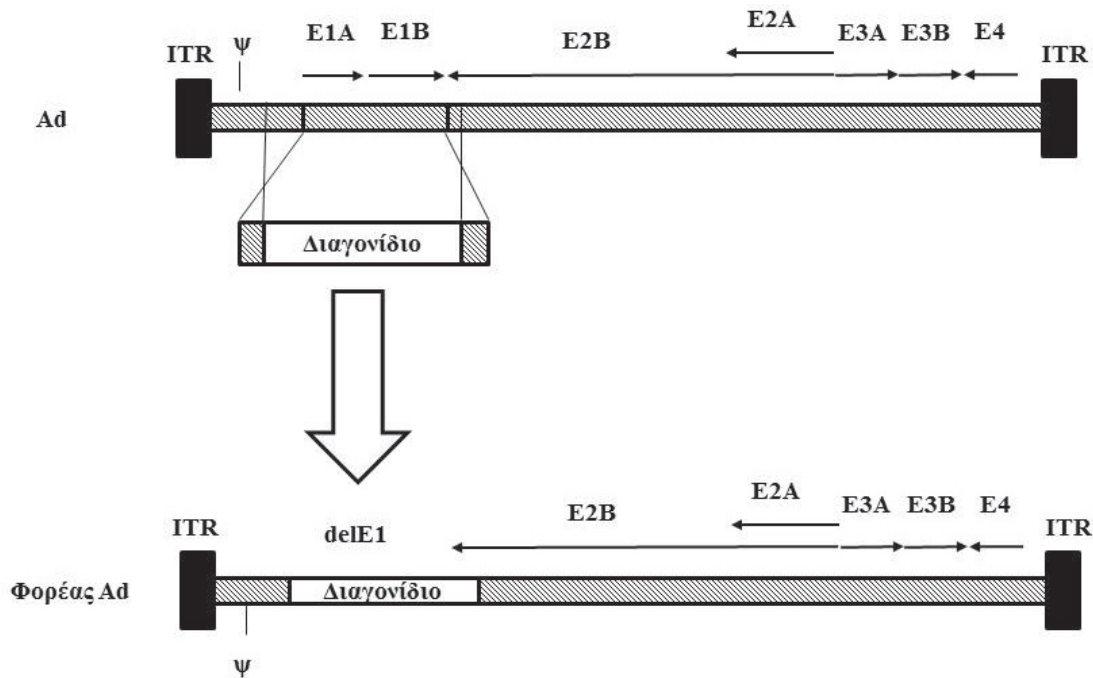 E2A
E1A E1B E2B E3A E3B E4
ITR ψ ITR
Ad
Διαγονίδιο
E2A
ITR delE1 E2B E3A E3B E4 ITR
Φορέας Ad Διαγονίδιο
ψ